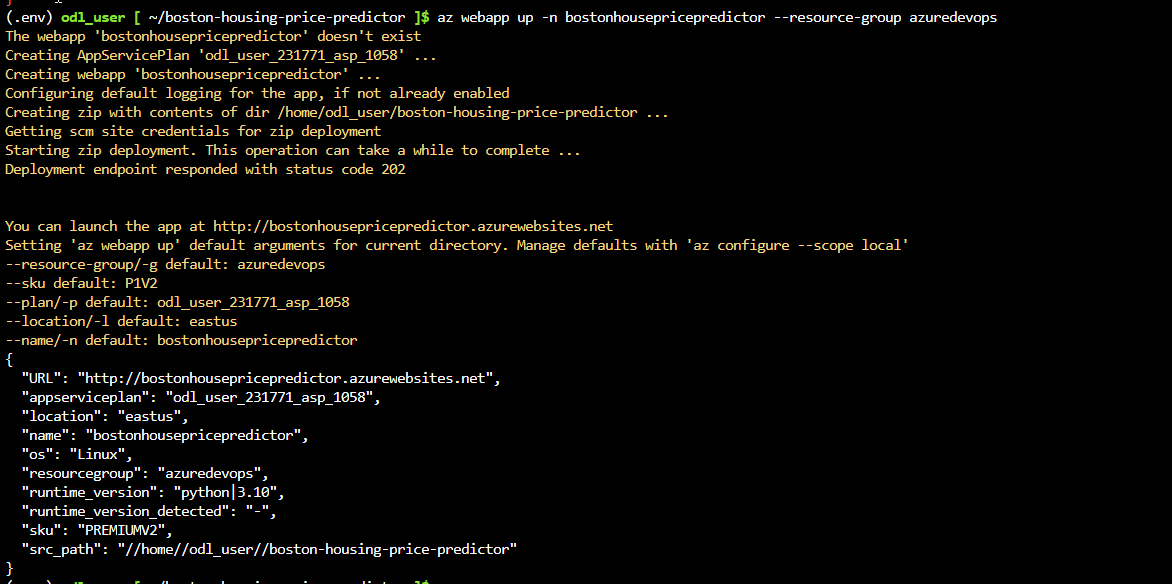 (.env) odl_user [ ~/boston-housing-price-predictor ]$ az webapp up -n bostonhousepricepredictor --resource-group azuredevops
The webapp 'bostonhousepricepredictor' doesn't exist
Creating AppServicePlan 'odl_user_231771_asp_1058' ...
Creating webapp 'bostonhousepricepredictor' ...
Configuring default logging for the app, if not already enabled
Creating zip with contents of dir /home/odl_user/boston-housing-price-predictor ...
Getting scm site credentials for zip deployment
Starting zip deployment. This operation can take a while to complete ...
Deployment endpoint responded with status code 202
You can launch the app at http://bostonhousepricepredictor.azurewebsites.net
Setting 'az webapp up' default arguments for current directory. Manage defaults with 'az configure --scope local'
--resource-group/-g default: azuredevops
--sku default: P1V2
--plan/-p default: odl_user_231771_asp_1058
--location/-l default: eastus
--name/-n default: bostonhousepricepredictor
{
  "URL": "http://bostonhousepricepredictor.azurewebsites.net",
  "appserviceplan": "odl_user_231771_asp_1058",
  "location": "eastus",
  "name": "bostonhousepricepredictor",
  "os": "Linux",
  "resourcegroup": "azuredevops",
  "runtime_version": "python|3.10",
  "runtime_version_detected": "-",
  "sku": "PREMIUMV2",
  "src_path": "//home//odl_user//boston-housing-price-predictor"
}